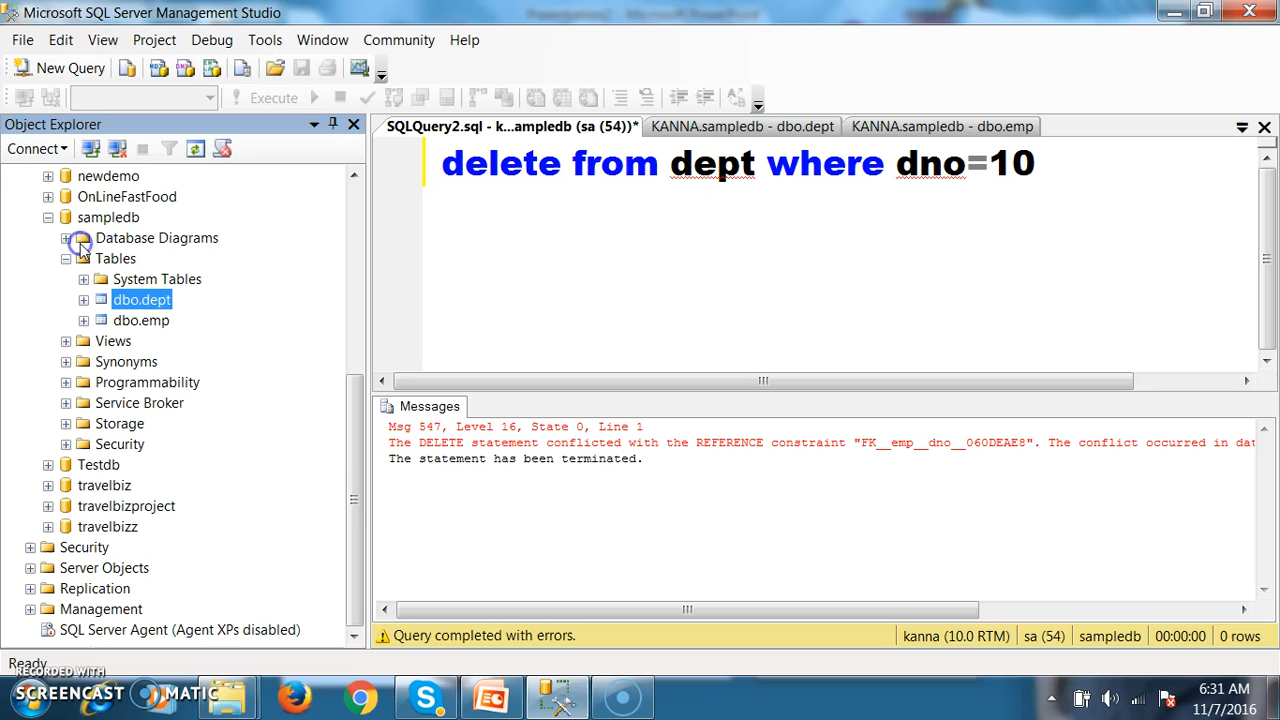 Microsoft SQL Server Management Studio
File Edit View Project Debug Tools Window Community Help
New Query
Execute
Object Explorer
SQLQuery2.sql - k...ampledb (sa (54))* KANNA.sampledb - dbo.dept KANNA.sampledb - dbo.emp
Connect
delete from dept where dno=10
newdemo
OnLineFastFood
sampledb
Database Diagrams
Tables
System Tables
dbo.dept
dbo.emp
Views
Synonyms
Programmability
Service Broker
Storage
Security
Testdb
travelbiz
travelbizproject
travelbizz
Security
Server Objects
Replication
Management
SQL Server Agent (Agent XPs disabled)
Messages
Msg 547, Level 16, State 0, Line 1
The DELETE statement conflicted with the REFERENCE constraint "FK__emp__dno__060DEAE8". The conflict occurred in dat
The statement has been terminated.
Query completed with errors. kanna (10.0 RTM) sa (54) sampledb 00:00:00 0 rows
Ready
RECORDED WITH
SCREENCAST MATIC
6:31 AM
11/7/2016